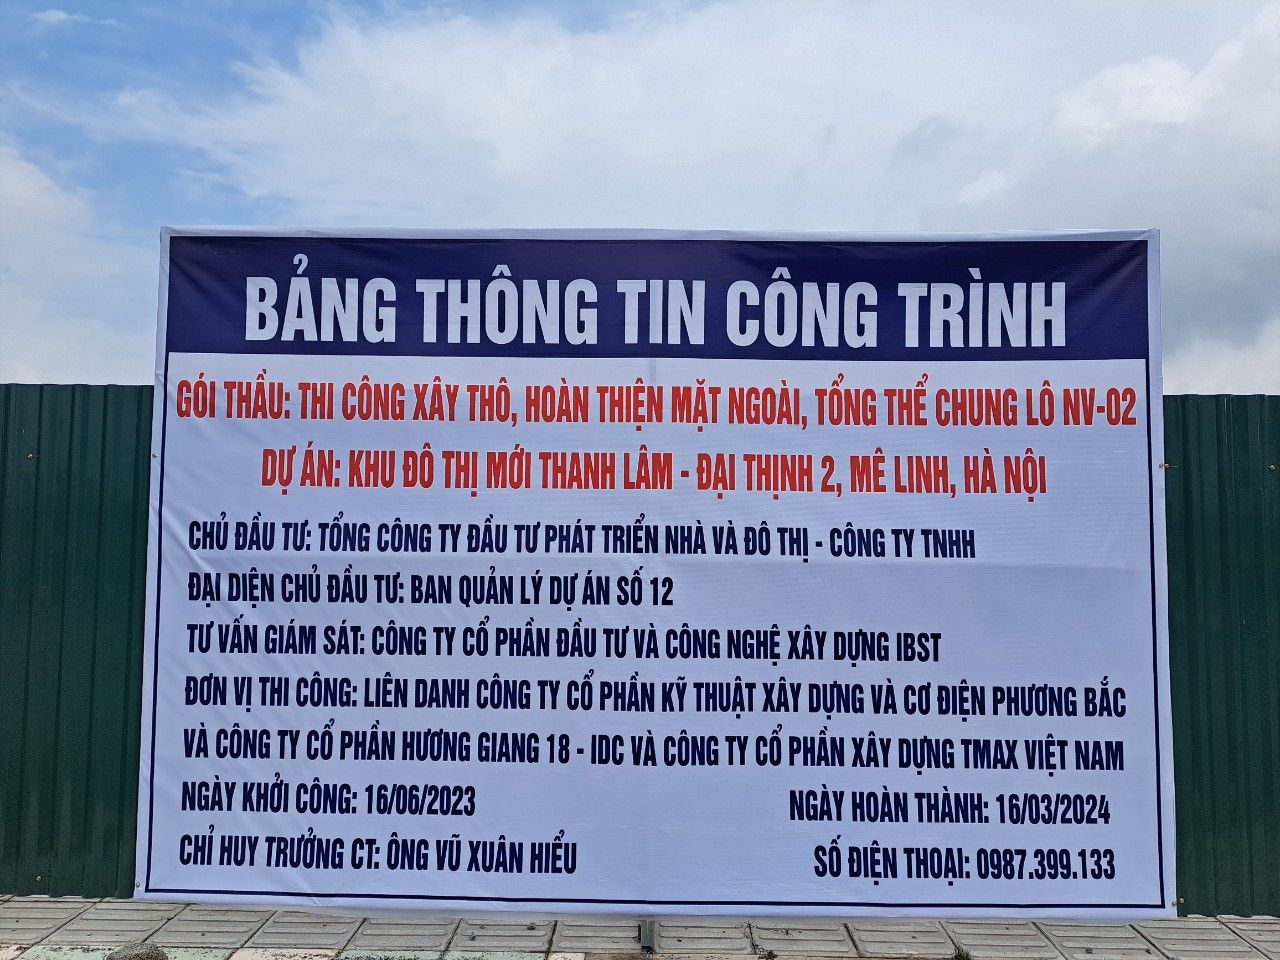 BẢNG THÔNG TIN CÔNG TRÌNH
GÓI THẦU: THI CÔNG XÂY THÔ, HOÀN THIỆN MẶT NGOÀI, TỔNG THỂ CHUNG LÔ NV-02
DỰ ÁN: KHU ĐÔ THỊ MỚI THANH LÂM - ĐẠI THỊNH 2, MÊ LINH, HÀ NỘI
CHỦ ĐẦU TƯ: TỔNG CÔNG TY ĐẦU TƯ PHÁT TRIỂN NHÀ VÀ ĐÔ THỊ - CÔNG TY TNHH
ĐẠI DIỆN CHỦ ĐẦU TƯ: BAN QUẢN LÝ DỰ ÁN SỐ 12
TƯ VẤN GIÁM SÁT: CÔNG TY CỔ PHẦN ĐẦU TƯ VÀ CÔNG NGHỆ XÂY DỰNG IBST
ĐƠN VỊ THI CÔNG: LIÊN DANH CÔNG TY CỔ PHẦN KỸ THUẬT XÂY DỰNG VÀ CƠ ĐIỆN PHƯƠNG BẮC
VÀ CÔNG TY CỔ PHẦN HƯƠNG GIANG 18 - IDC VÀ CÔNG TY CỔ PHẦN XÂY DỰNG TMAX VIỆT NAM
NGÀY KHỞI CÔNG: 16/06/2023 NGÀY HOÀN THÀNH: 16/03/2024
CHỈ HUY TRƯỞNG CT: ÔNG VŨ XUÂN HIỂU SỐ ĐIỆN THOẠI: 0987.399.133